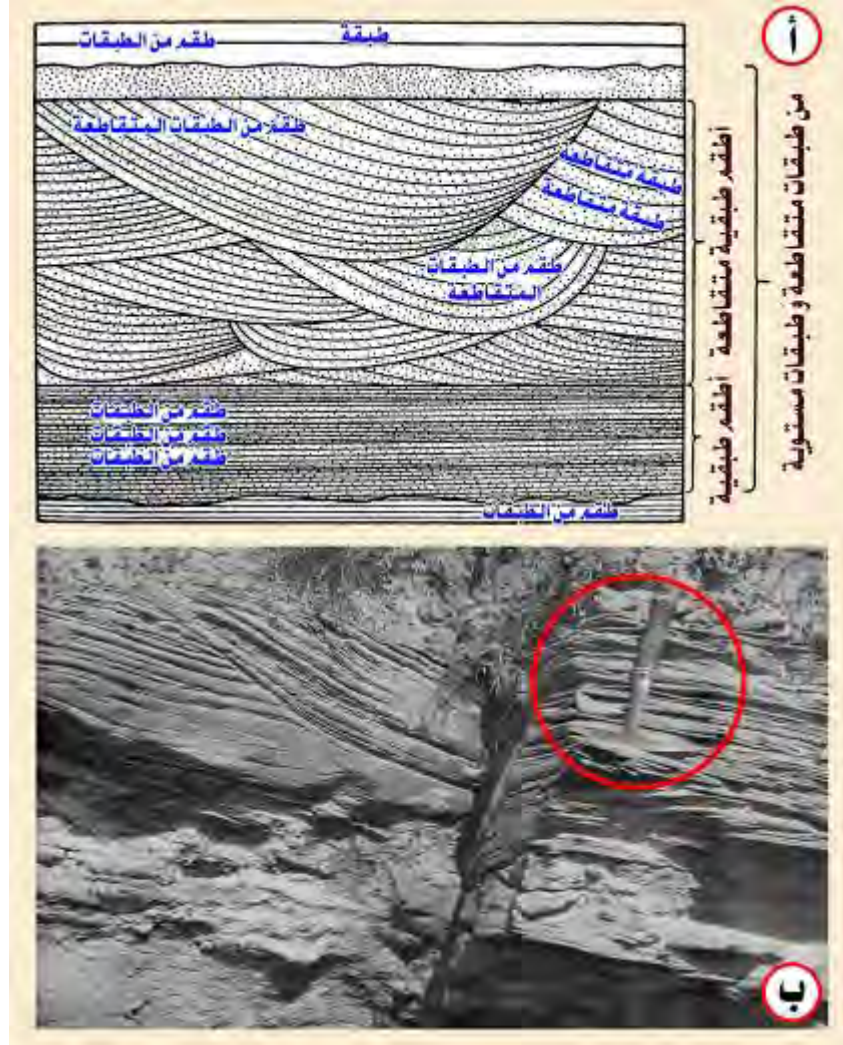 أ
طبقة
طقم من الطبقات
طقم من الطبقات المتقاطعة
طبقة متقاطعة
طبقة متقاطعة
طقم من الطبقات
المتقاطعة
طقم من الطبقات
طقم من الطبقات
طقم من الطبقات
طقم من الطبقات
أطقم طبقية متقاطعة
أطقم طبقية
من طبقات متقاطعة و طبقات مستوية
ب